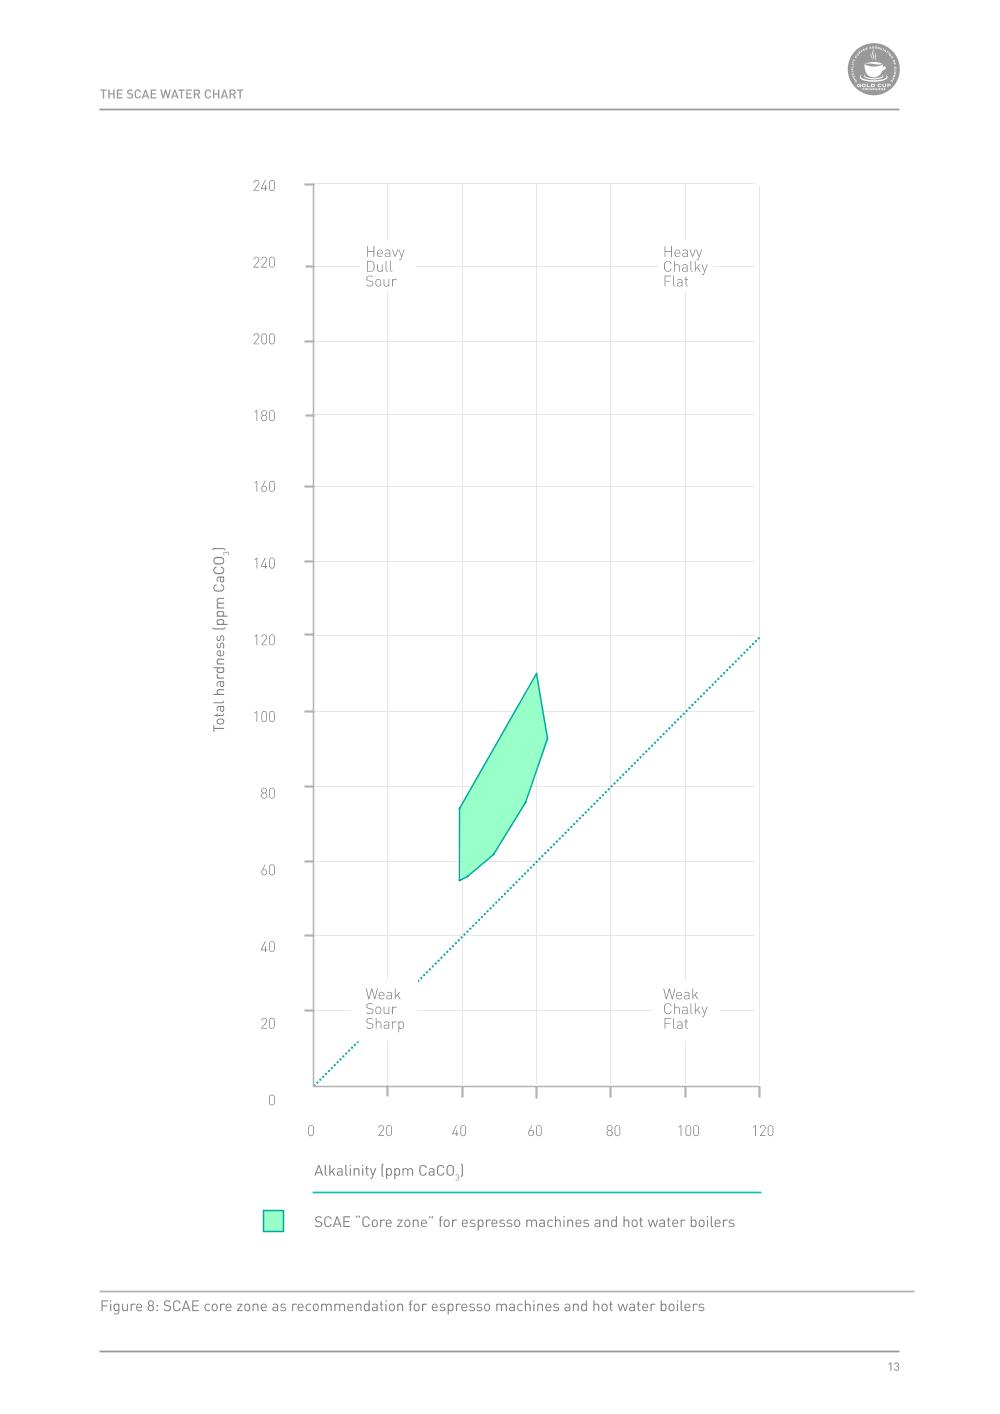 THE SCAE WATER CHART
GOLD CUP
240
220
200
180
160
140
120
100
80
60
40
20
0
Total hardness (ppm CaCO₃)
Heavy
Dull
Sour
Heavy
Chalky
Flat
Weak
Sour
Sharp
Weak
Chalky
Flat
0 20 40 60 80 100 120
Alkalinity (ppm CaCO₃)
SCAE "Core zone" for espresso machines and hot water boilers
Figure 8: SCAE core zone as recommendation for espresso machines and hot water boilers
13